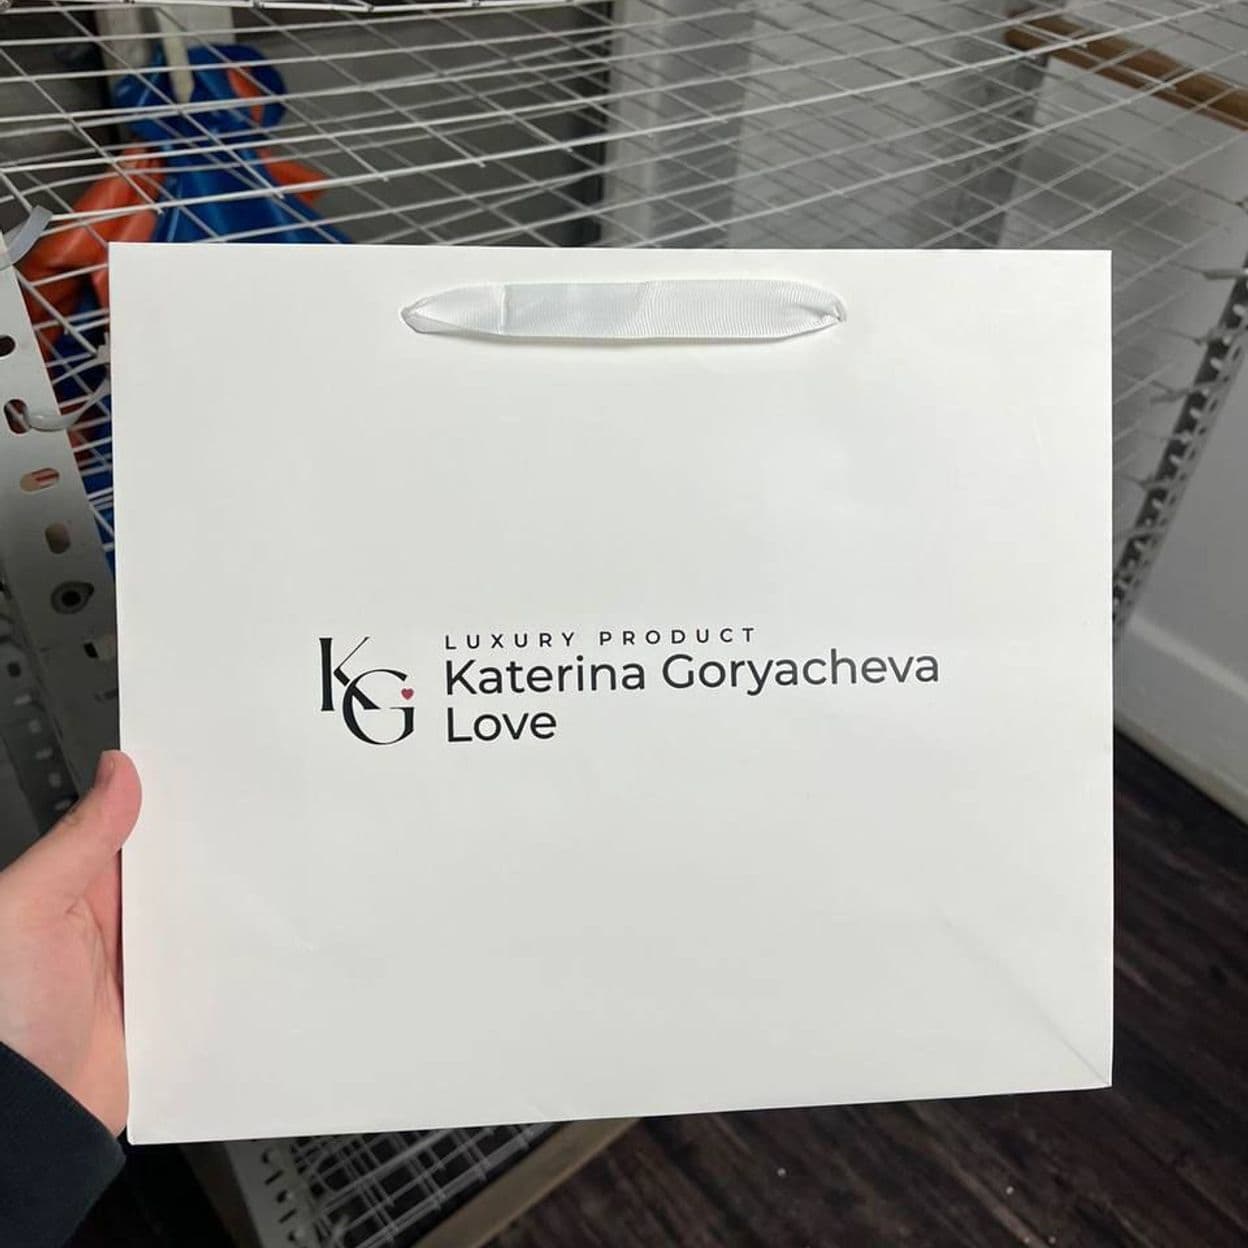 KG
LUXURY PRODUCT
Katerina Goryacheva
Love